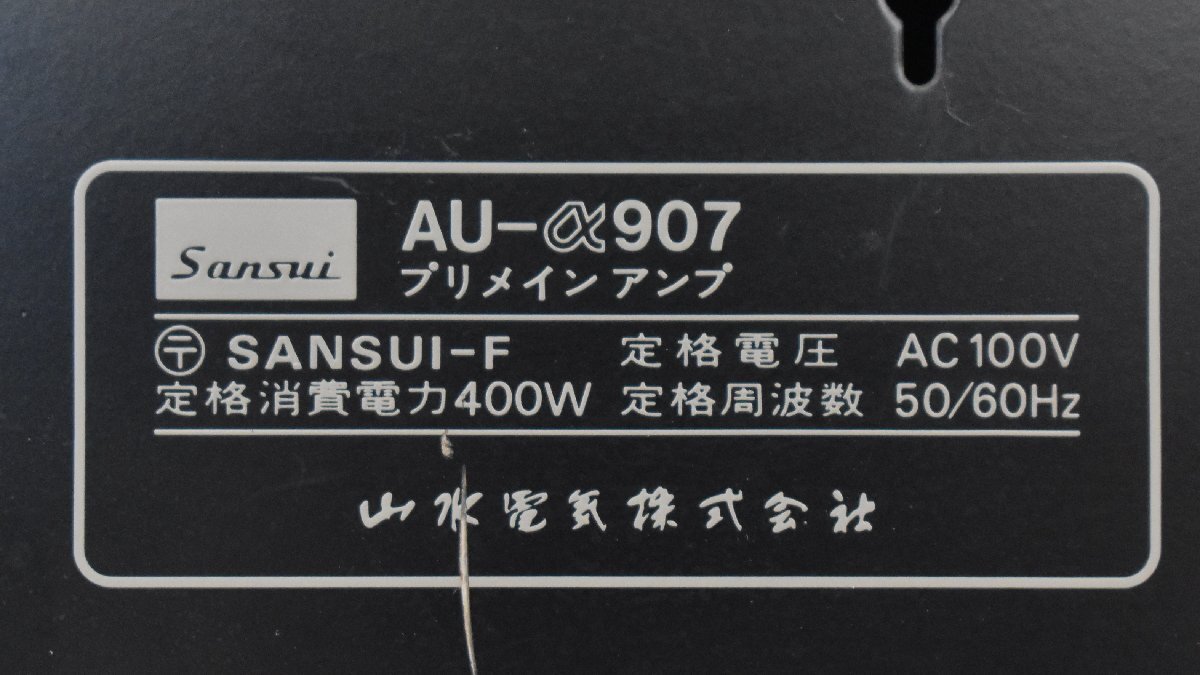 Sansui
AU-α907
プリメインアンプ
〶 SANSUI-F 定格電圧 AC100V
定格消費電力400W 定格周波数 50/60Hz
山水電気株式会社